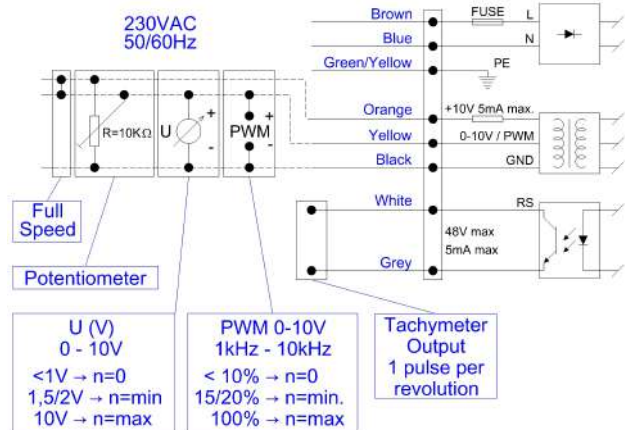 230VAC
50/60Hz
Brown
FUSE
L
Blue
N
Green/Yellow
PE
Orange
+10V 5mA max.
Yellow
0-10V / PWM
Black
GND
R=10KΩ
U
+
-
PWM
+
-
White
RS
48V max
5mA max
Grey
Full
Speed
Potentiometer
U (V)
0 - 10V
<1V → n=0
1,5/2V → n=min
10V → n=max
PWM 0-10V
1kHz - 10kHz
< 10% → n=0
15/20% → n=min.
100% → n=max
Tachymeter
Output
1 pulse per
revolution